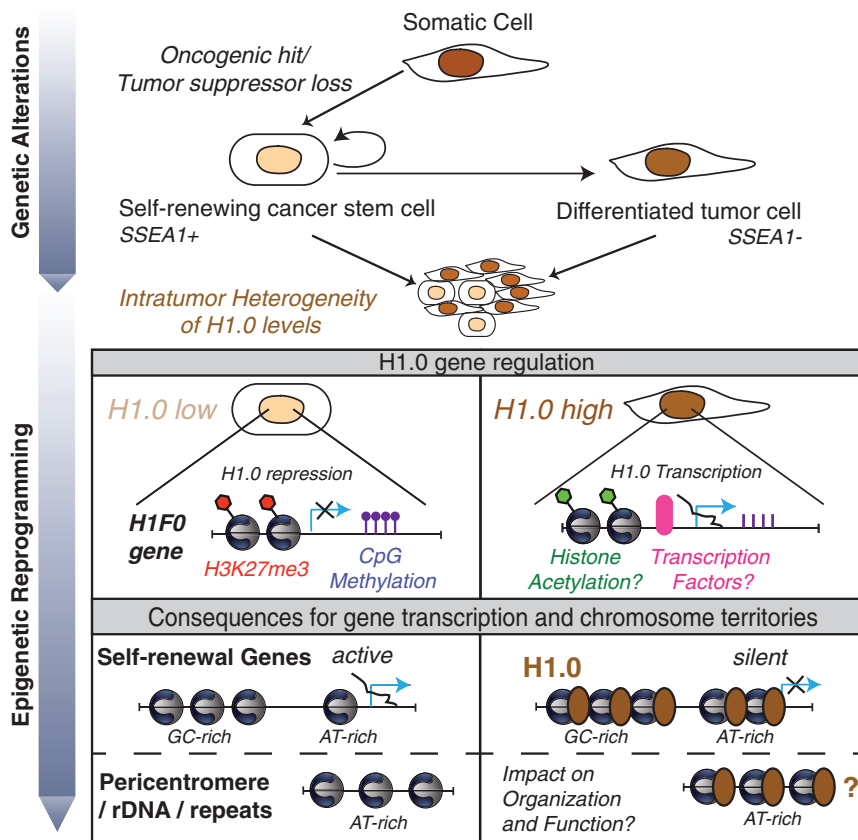 Genetic Alterations
Epigenetic Reprogramming
Somatic Cell
Oncogenic hit/
Tumor suppressor loss
Self-renewing cancer stem cell
SSEA1+
Differentiated tumor cell
SSEA1-
Intratumor Heterogeneity
of H1.0 levels
H1.0 gene regulation
H1.0 low
H1.0 repression
H1F0
gene
H3K27me3
CpG
Methylation
H1.0 high
H1.0 Transcription
Histone
Acetylation?
Transcription
Factors?
Consequences for gene transcription and chromosome territories
Self-renewal Genes
active
GC-rich
AT-rich
H1.0
silent
GC-rich
AT-rich
Pericentromere
/ rDNA / repeats
AT-rich
Impact on
Organization
and Function?
?
AT-rich